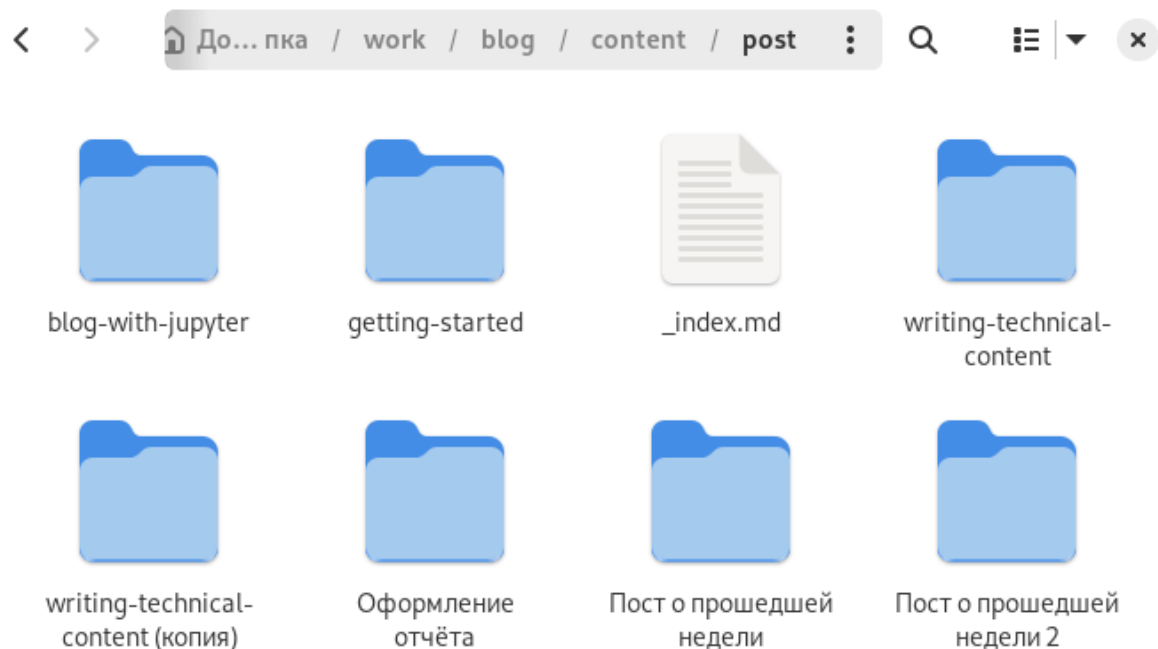 До... пка / work / blog / content / post
blog-with-jupyter
getting-started
_index.md
writing-technical-
content
writing-technical-
content (копия)
Оформление
отчёта
Пост о прошедшей
недели
Пост о прошедшей
недели 2